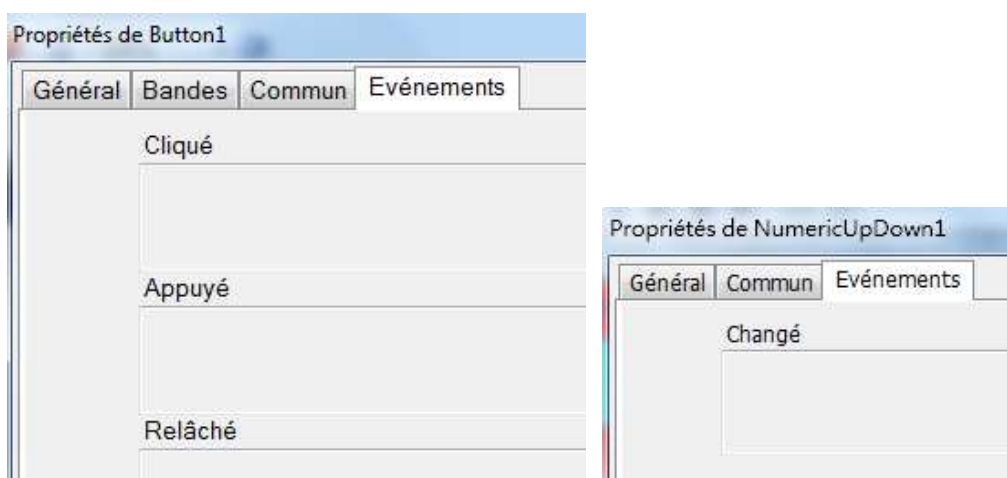 Propriétés de Button1
Général Bandes Commun Evénements
Cliqué
Appuyé
Relâché
Propriétés de NumericUpDown1
Général Commun Evénements
Changé